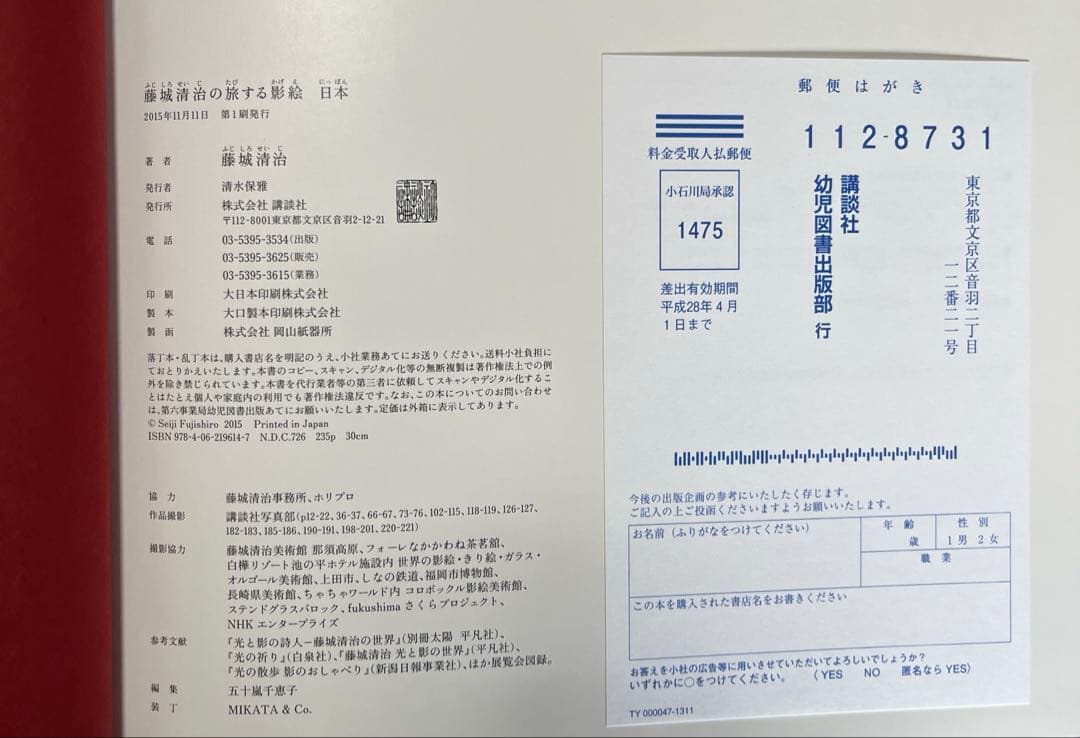 藤城清治の旅する影絵　日本
ふじしろせいじ　たび　かげえ　にっぽん
2015年11月11日　第1刷発行
著者　藤城清治
ふじしろせいじ
発行者　清水保雅
発行所　株式会社 講談社
〒112-8001東京都文京区音羽2-12-21
電話　03-5395-3534(出版)
03-5395-3625(販売)
03-5395-3615(業務)
印刷　大日本印刷株式会社
製本　大口製本印刷株式会社
製函　株式会社 岡山紙器所
落丁本・乱丁本は、購入書店名を明記のうえ、小社業務あてにお送りください。送料小社負担に
ておとりかえいたします。本書のコピー、スキャン、デジタル化等の無断複製は著作権法上での例
外を除き禁じられています。本書を代行業者等の第三者に依頼してスキャンやデジタル化するこ
とはたとえ個人や家庭内の利用でも著作権法違反です。なお、この本についてのお問い合わせ
は、第六事業局幼児図書出版あてにお願いいたします。定価は外箱に表示してあります。
© Seiji Fujishiro 2015　Printed in Japan
ISBN 978-4-06-219614-7　N.D.C.726　235p　30cm
協力　藤城清治事務所、ホリプロ
作品撮影　講談社写真部(p12-22、36-37、66-67、73-76、102-115、118-119、126-127、
182-183、185-186、190-191、198-201、220-221)
撮影協力　藤城清治美術館 那須高原、フォーレなかかわね茶茗舘、
白樺リゾート池の平ホテル施設内 世界の影絵・きり絵・ガラス・
オルゴール美術館、上田市、しなの鉄道、福岡市博物館、
長崎県美術館、ちゃちゃワールド内 コロボックル影絵美術館、
ステンドグラスバロック、fukushima さくらプロジェクト、
NHK エンタープライズ
参考文献　『光と影の詩人−藤城清治の世界』(別冊太陽 平凡社)、
『光の祈り』(白泉社)、『藤城清治 光と影の世界』(平凡社)、
『光の散歩 影のおしゃべり』(新潟日報事業社)、ほか展覧会図録。
編集　五十嵐千恵子
装丁　MIKATA & Co.
郵便はがき
112-8731
料金受取人払郵便
小石川局承認
1475
差出有効期間
平成28年4月
1日まで
東京都文京区音羽二丁目
一二番二一号
講談社
幼児図書出版部 行
今後の出版企画の参考にいたしたく存じます。
ご記入の上ご投函くださいますようお願いいたします。
お名前(ふりがなをつけてください)
年齢
歳
性別
1男 2女
職業
この本を購入された書店名をお書きください
お答えを小社の広告等に用いさせていただいてよろしいでしょうか?
いずれかに○をつけてください。　(YES　NO　匿名なら YES)
TY 000047-1311